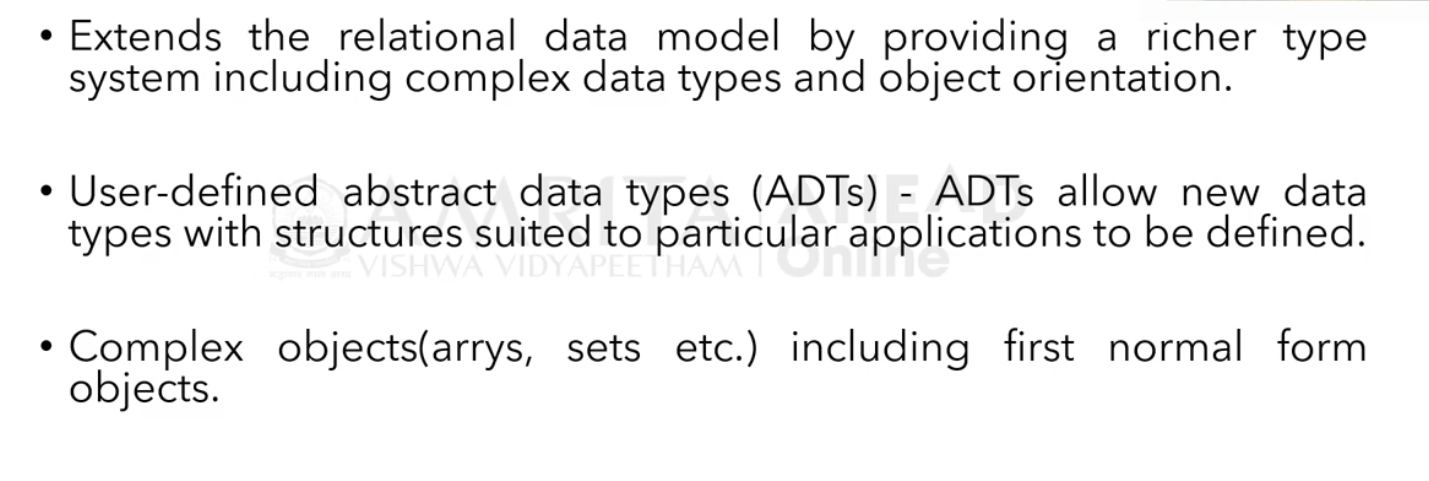 • Extends the relational data model by providing a richer type
system including complex data types and object orientation.
• User-defined abstract data types (ADTs) - ADTs allow new data
types with structures suited to particular applications to be defined.
AMRITA AHEAD
VISHWA VIDYAPEETHAM Online
• Complex objects(arrys, sets etc.) including first normal form
objects.